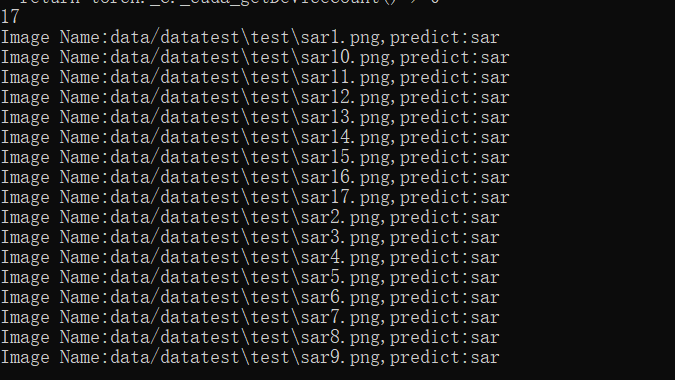 return torch._C._cuda_getDeviceCount() > 0
17
Image Name:data/datatest\test\sar1.png,predict:sar
Image Name:data/datatest\test\sar10.png,predict:sar
Image Name:data/datatest\test\sar11.png,predict:sar
Image Name:data/datatest\test\sar12.png,predict:sar
Image Name:data/datatest\test\sar13.png,predict:sar
Image Name:data/datatest\test\sar14.png,predict:sar
Image Name:data/datatest\test\sar15.png,predict:sar
Image Name:data/datatest\test\sar16.png,predict:sar
Image Name:data/datatest\test\sar17.png,predict:sar
Image Name:data/datatest\test\sar2.png,predict:sar
Image Name:data/datatest\test\sar3.png,predict:sar
Image Name:data/datatest\test\sar4.png,predict:sar
Image Name:data/datatest\test\sar5.png,predict:sar
Image Name:data/datatest\test\sar6.png,predict:sar
Image Name:data/datatest\test\sar7.png,predict:sar
Image Name:data/datatest\test\sar8.png,predict:sar
Image Name:data/datatest\test\sar9.png,predict:sar